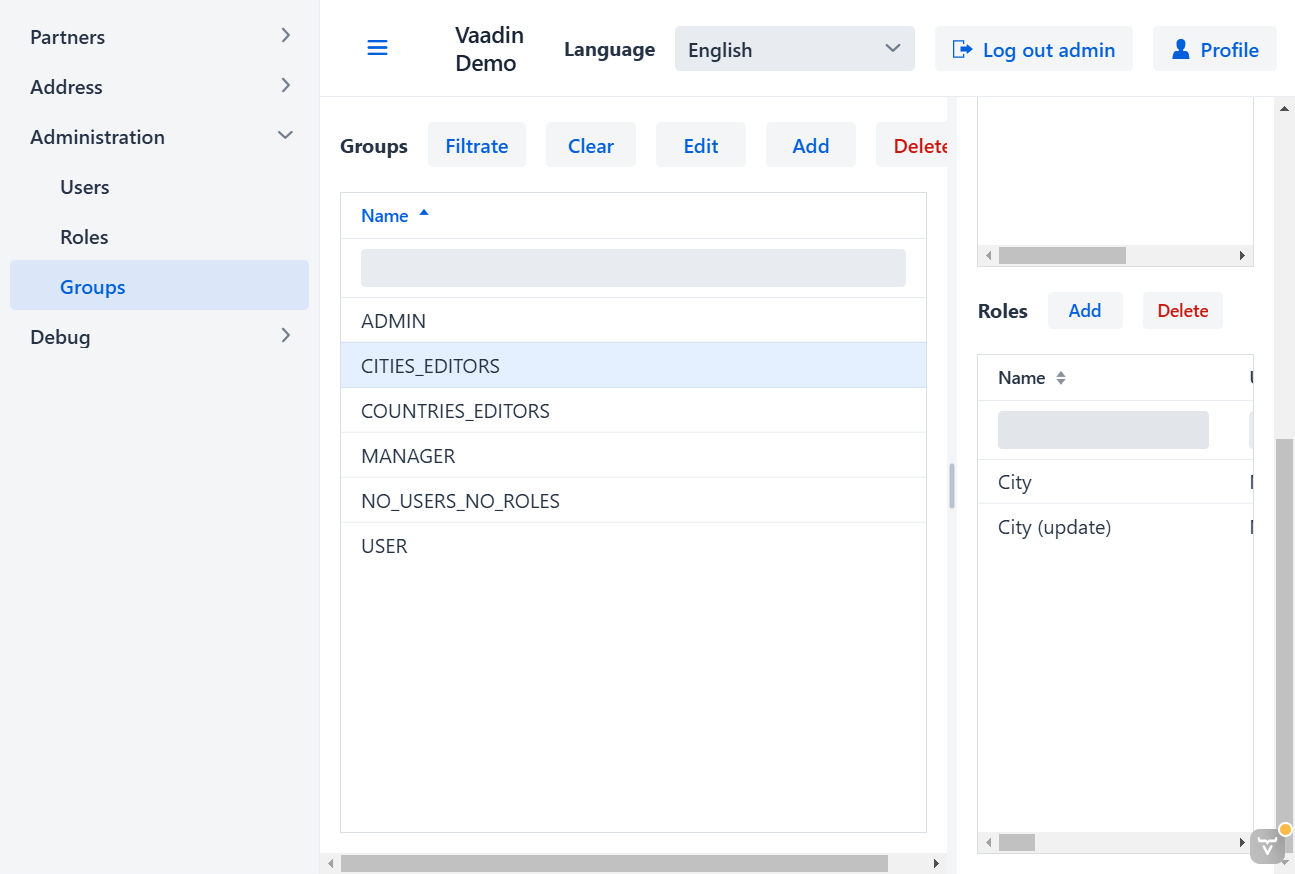 Partners
Address
Administration
Users
Roles
Groups
Debug
Vaadin
Demo
Language
English
Log out admin
Profile
Groups
Filtrate
Clear
Edit
Add
Delete
Name
ADMIN
CITIES_EDITORS
COUNTRIES_EDITORS
MANAGER
NO_USERS_NO_ROLES
USER
Roles
Add
Delete
Name
City
City (update)